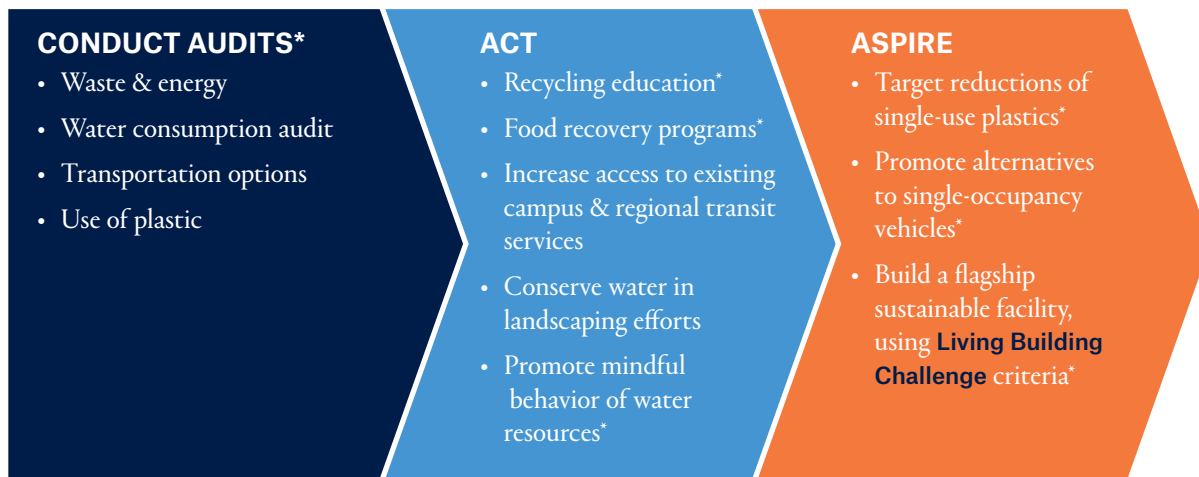 CONDUCT AUDITS*
• Waste & energy
• Water consumption audit
• Transportation options
• Use of plastic
ACT
• Recycling education*
• Food recovery programs*
• Increase access to existing
campus & regional transit
services
• Conserve water in
landscaping efforts
• Promote mindful
behavior of water
resources*
ASPIRE
• Target reductions of
single-use plastics*
• Promote alternatives
to single-occupancy
vehicles*
• Build a flagship
sustainable facility,
using Living Building
Challenge criteria*